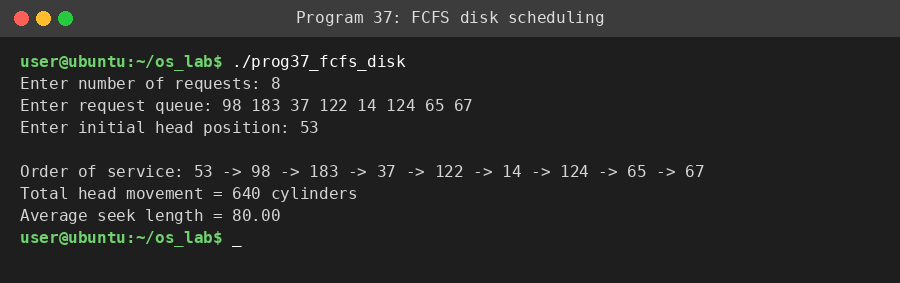 Program 37: FCFS disk scheduling
user@ubuntu:~/os_lab$ ./prog37_fcfs_disk
Enter number of requests: 8
Enter request queue: 98 183 37 122 14 124 65 67
Enter initial head position: 53
Order of service: 53 -> 98 -> 183 -> 37 -> 122 -> 14 -> 124 -> 65 -> 67
Total head movement = 640 cylinders
Average seek length = 80.00
user@ubuntu:~/os_lab$ _